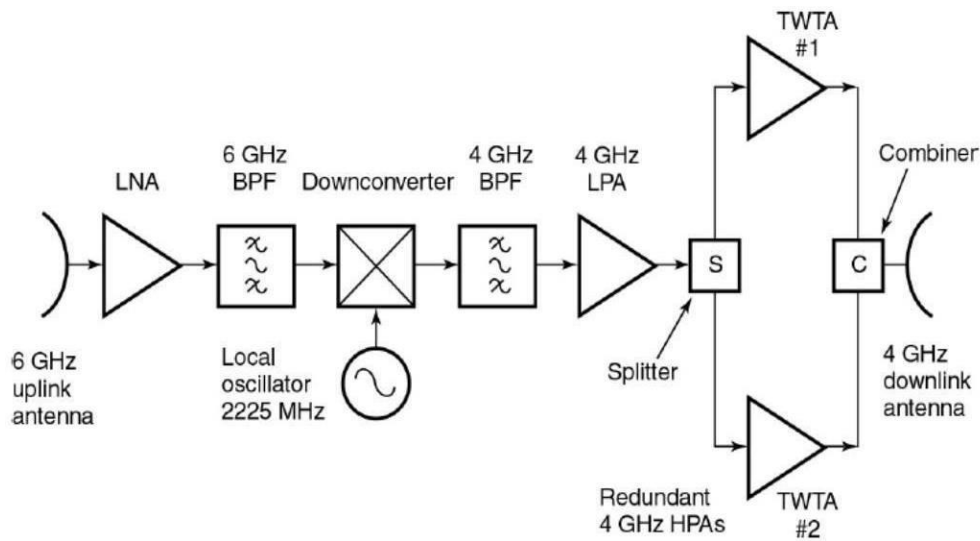 TWTA
#1
Combiner
6 GHz
BPF
4 GHz
BPF
4 GHz
LPA
LNA
Downconverter
S
C
6 GHz
uplink
antenna
Local
oscillator
2225 MHz
Splitter
4 GHz
downlink
antenna
Redundant
4 GHz HPAs
TWTA
#2